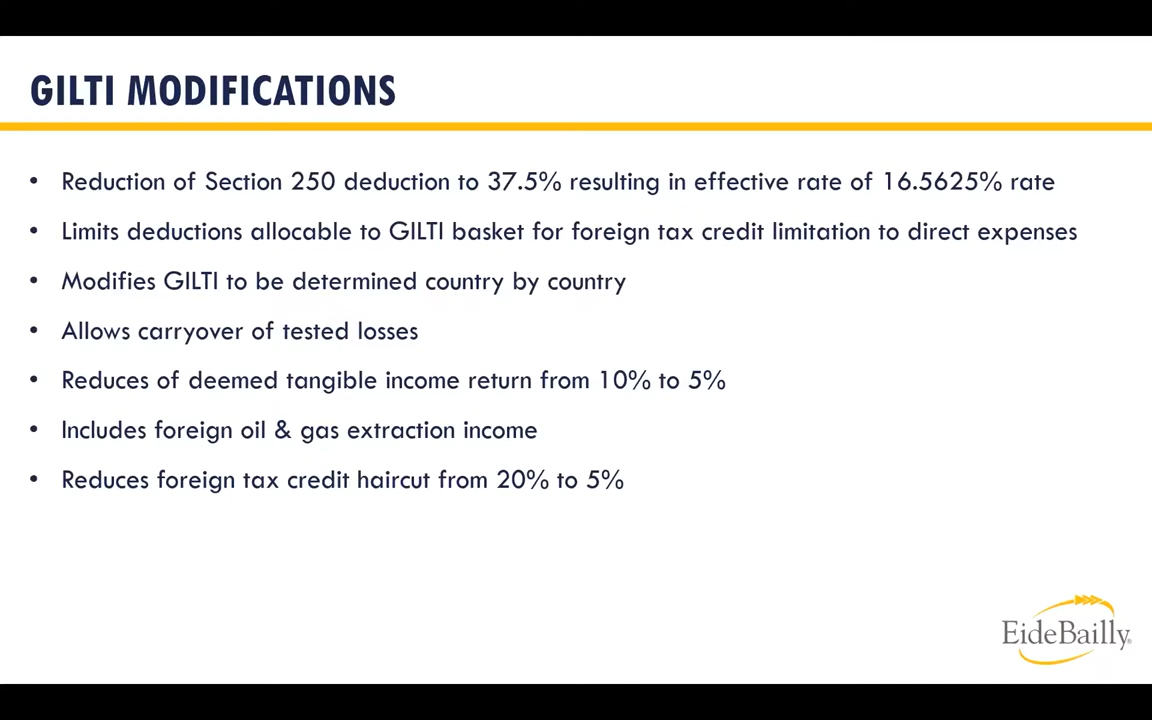 GILTI MODIFICATIONS
• Reduction of Section 250 deduction to 37.5% resulting in effective rate of 16.5625% rate
• Limits deductions allocable to GILTI basket for foreign tax credit limitation to direct expenses
• Modifies GILTI to be determined country by country
• Allows carryover of tested losses
• Reduces of deemed tangible income return from 10% to 5%
• Includes foreign oil & gas extraction income
• Reduces foreign tax credit haircut from 20% to 5%
EideBailly®